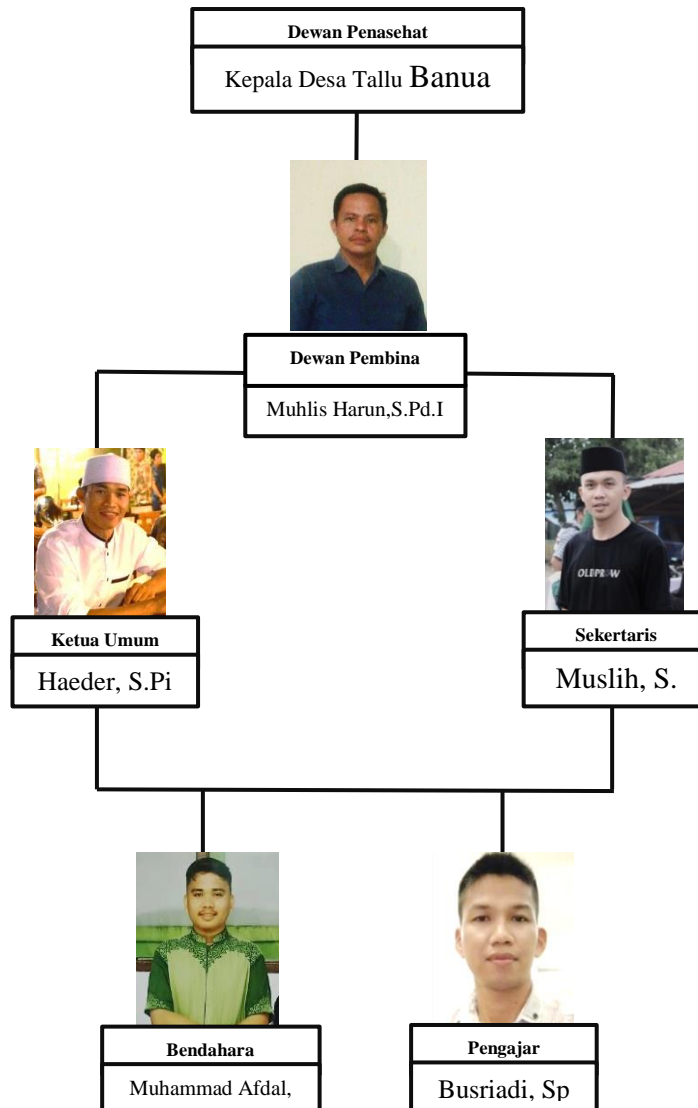 Dewan Penasehat
Kepala Desa Tallu Banua
Dewan Pembina
Muhlis Harun,S.Pd.I
OLDPROW
Ketua Umum
Haeder, S.Pi
Sekertaris
Muslih, S.
Bendahara
Muhammad Afdal,
Pengajar
Busriadi, Sp